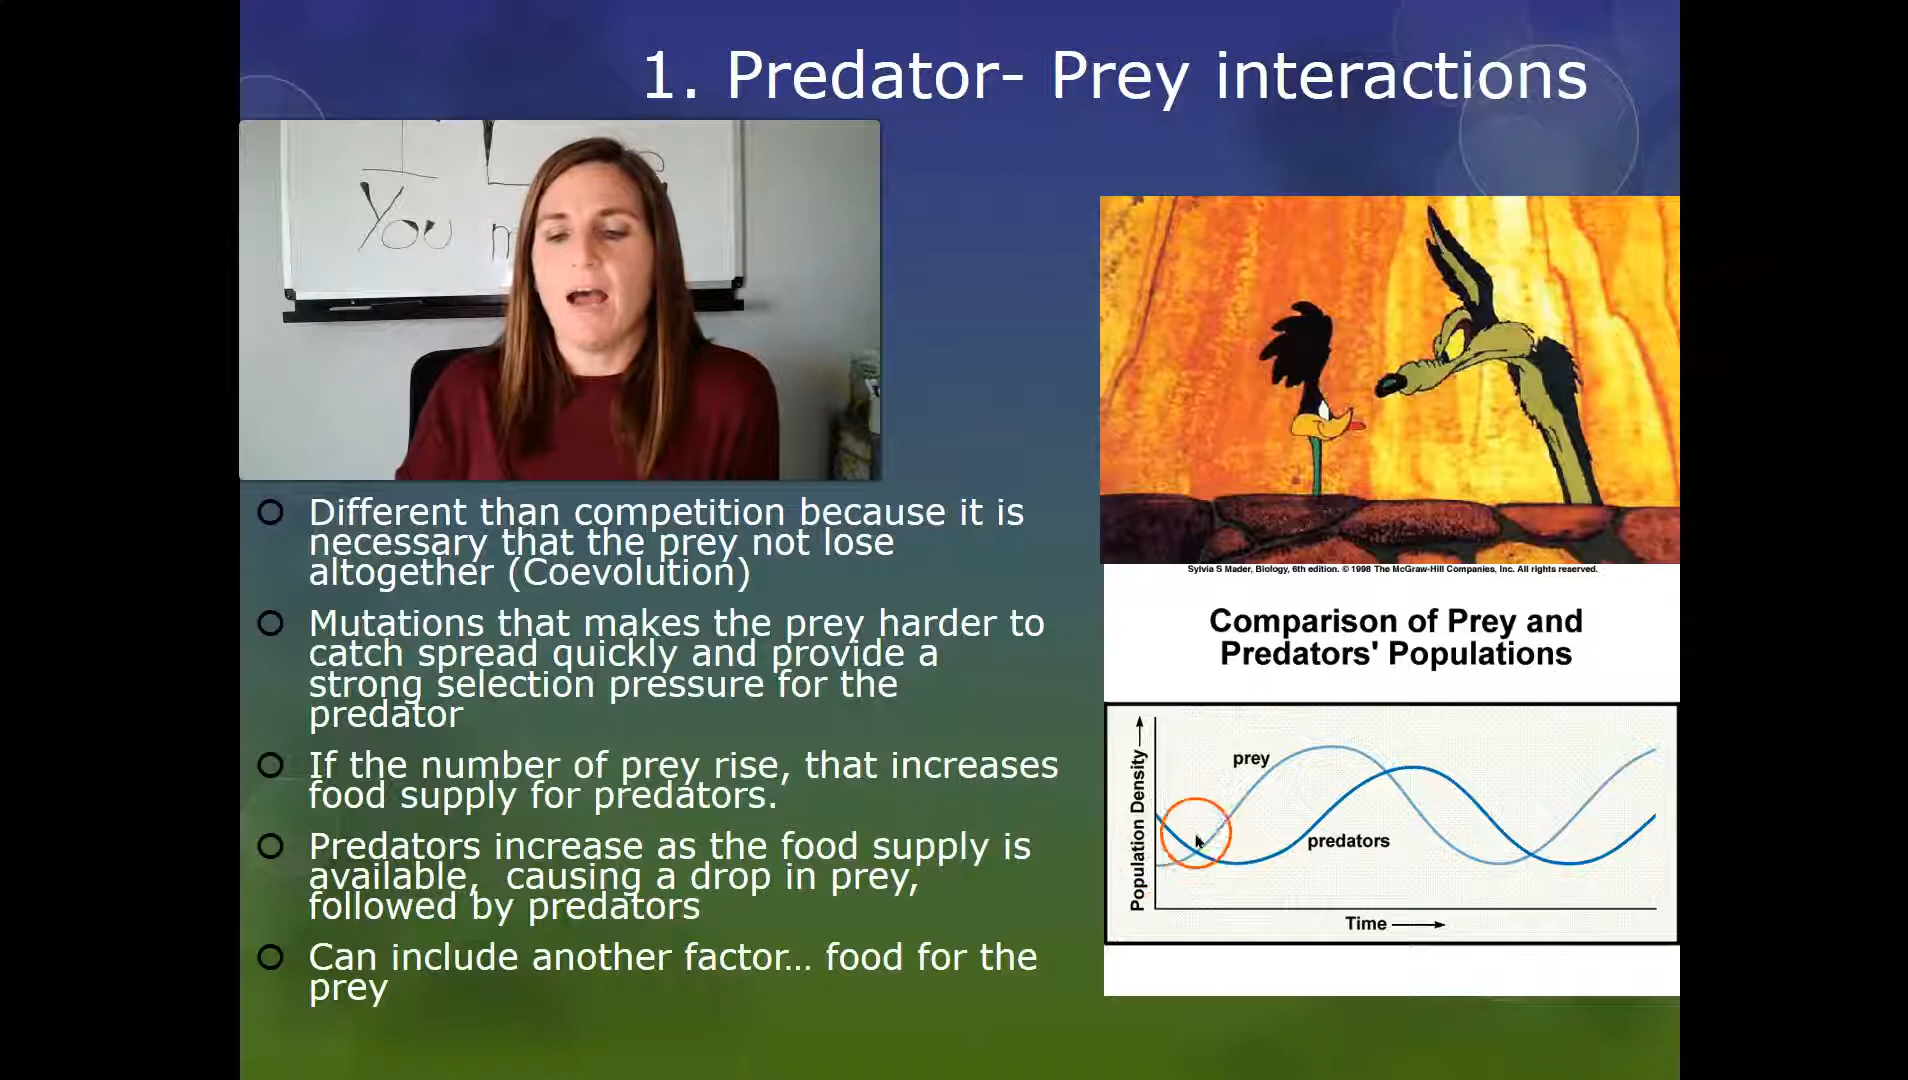 1. Predator- Prey interactions
You m
Different than competition because it is
necessary that the prey not lose
altogether (Coevolution)
Mutations that makes the prey harder to
catch spread quickly and provide a
strong selection pressure for the
predator
If the number of prey rise, that increases
food supply for predators.
Predators increase as the food supply is
available,  causing a drop in prey,
followed by predators
Can include another factor… food for the
prey
Sylvia S Mader, Biology, 6th edition. © 1998 The McGraw-Hill Companies, Inc. All rights reserved.
Comparison of Prey and
Predators' Populations
Population Density
prey
predators
Time